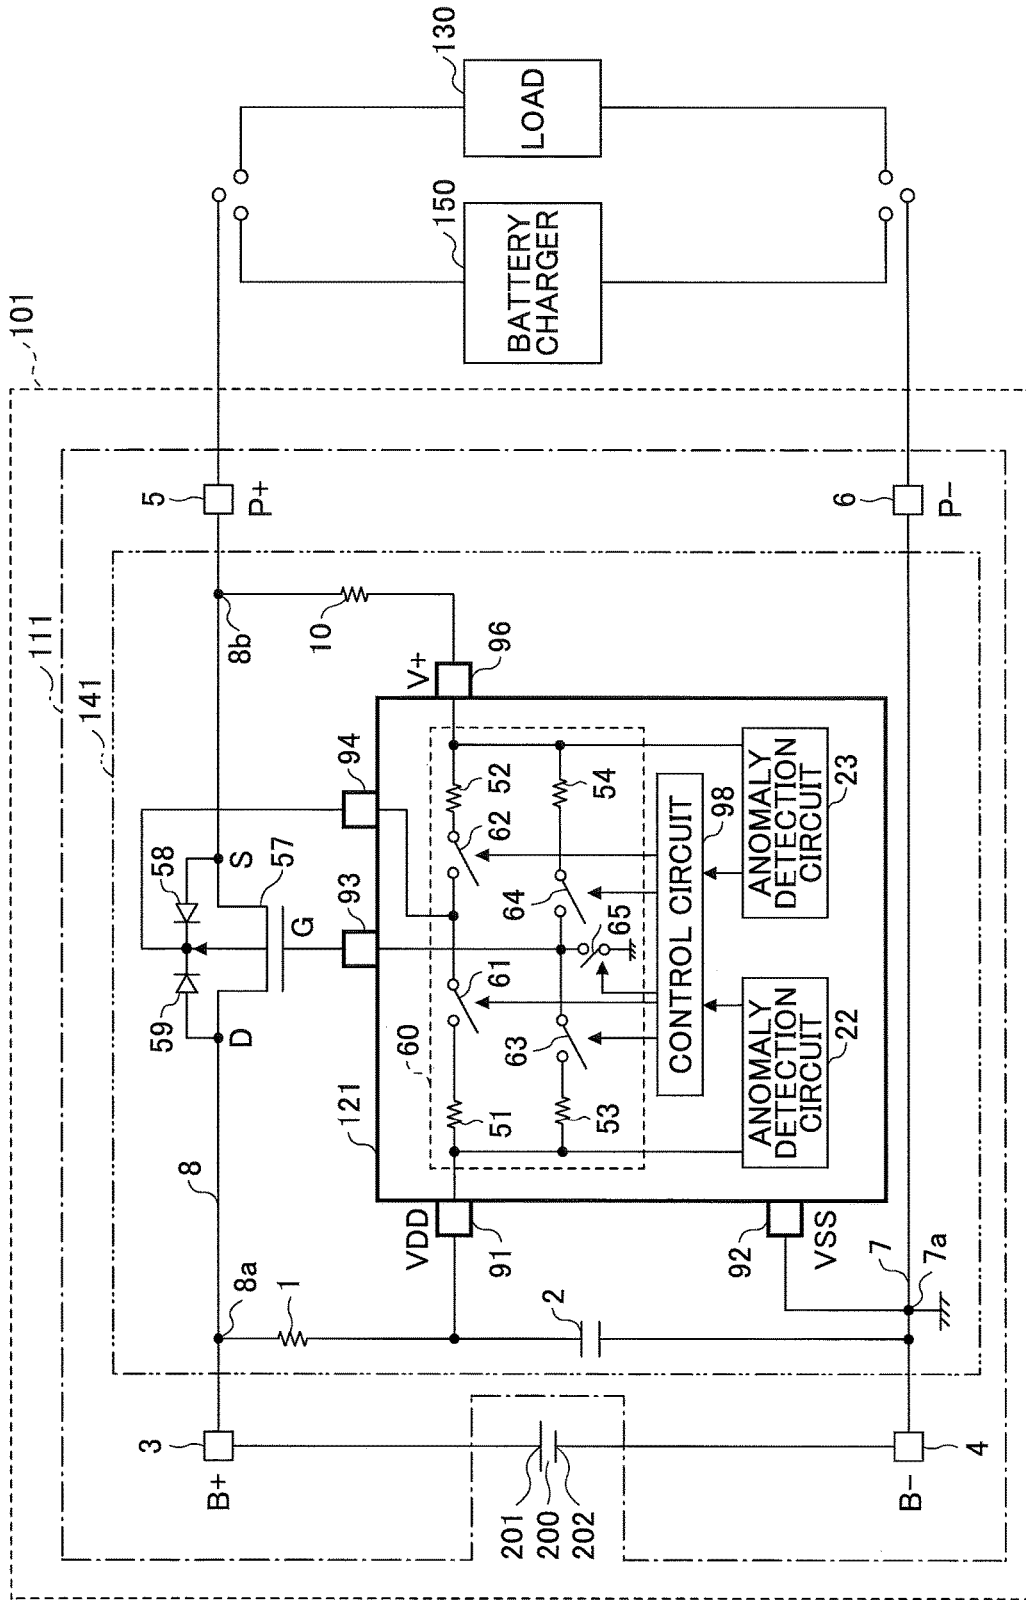 101
111
141
5
P+
8b
10
V+
96
58
S
57
G
59
D
94
93
8
8a
1
3
B+
130
LOAD
150
BATTERY
CHARGER
121
60
52
62
54
64
65
61
63
51
53
CONTROL CIRCUIT
98
ANOMALY
DETECTION
CIRCUIT
23
ANOMALY
DETECTION
CIRCUIT
22
VDD
91
92
VSS
2
201
200
202
6
P−
7
7a
B−
4